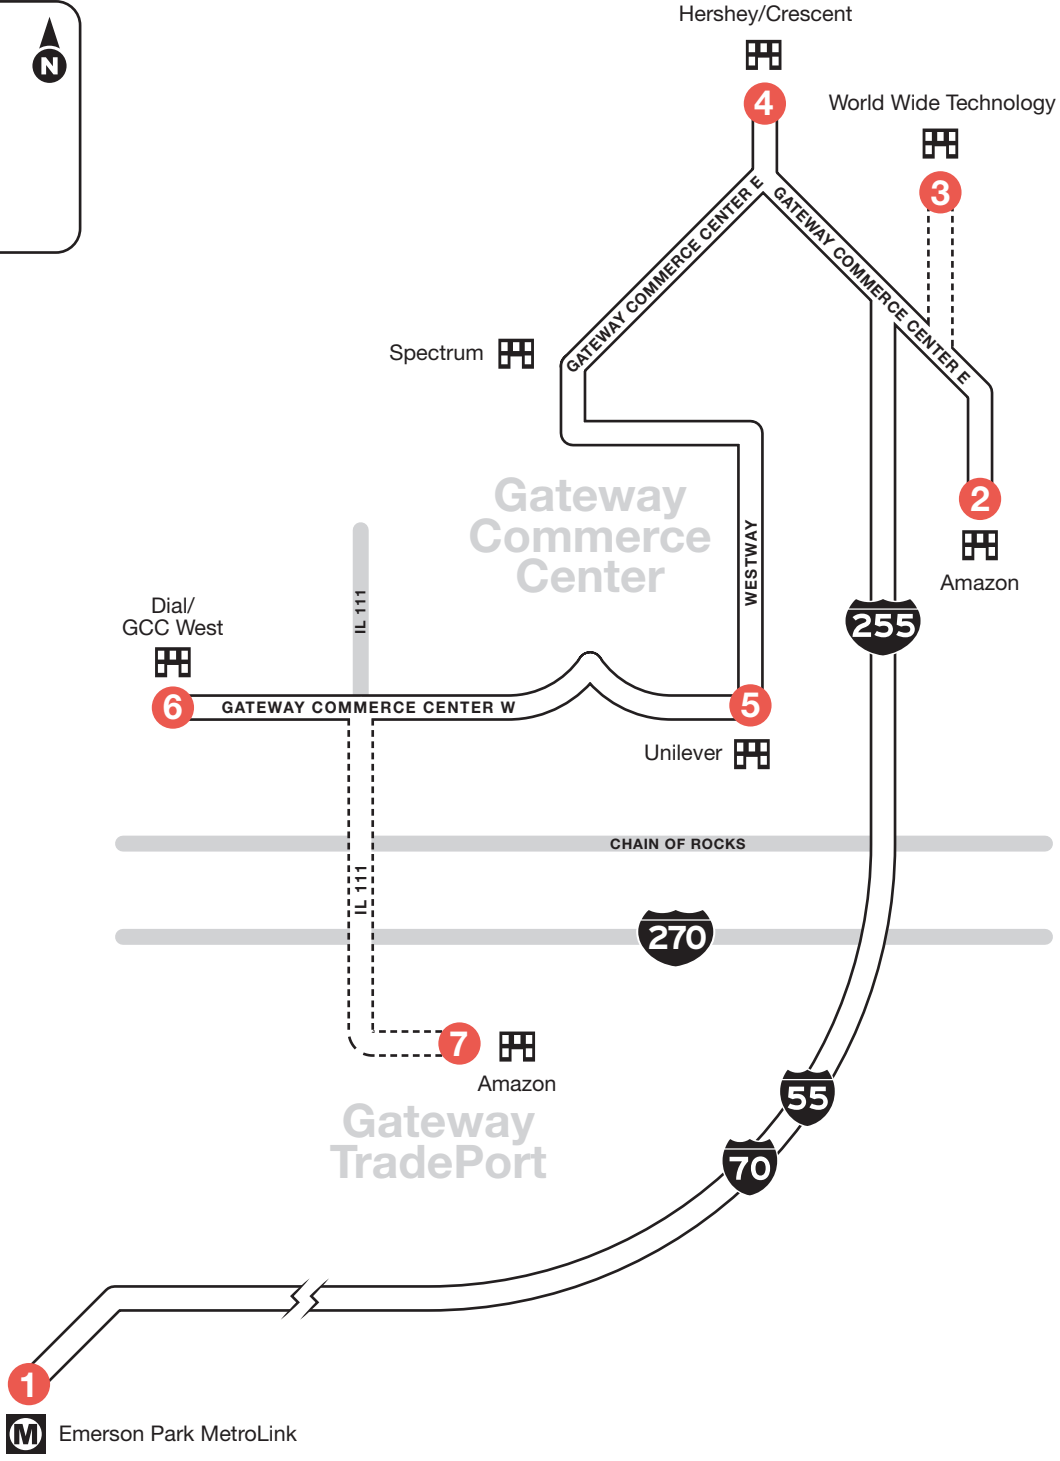 N
Hershey/Crescent
4
World Wide Technology
3
GATEWAY COMMERCE CENTER E
GATEWAY COMMERCE CENTER E
Spectrum
Gateway
Commerce
Center
2
Amazon
WESTWAY
IL 111
255
Dial/
GCC West
6
GATEWAY COMMERCE CENTER W
5
Unilever
CHAIN OF ROCKS
IL 111
270
7
Amazon
Gateway
TradePort
55
70
1
M
Emerson Park MetroLink